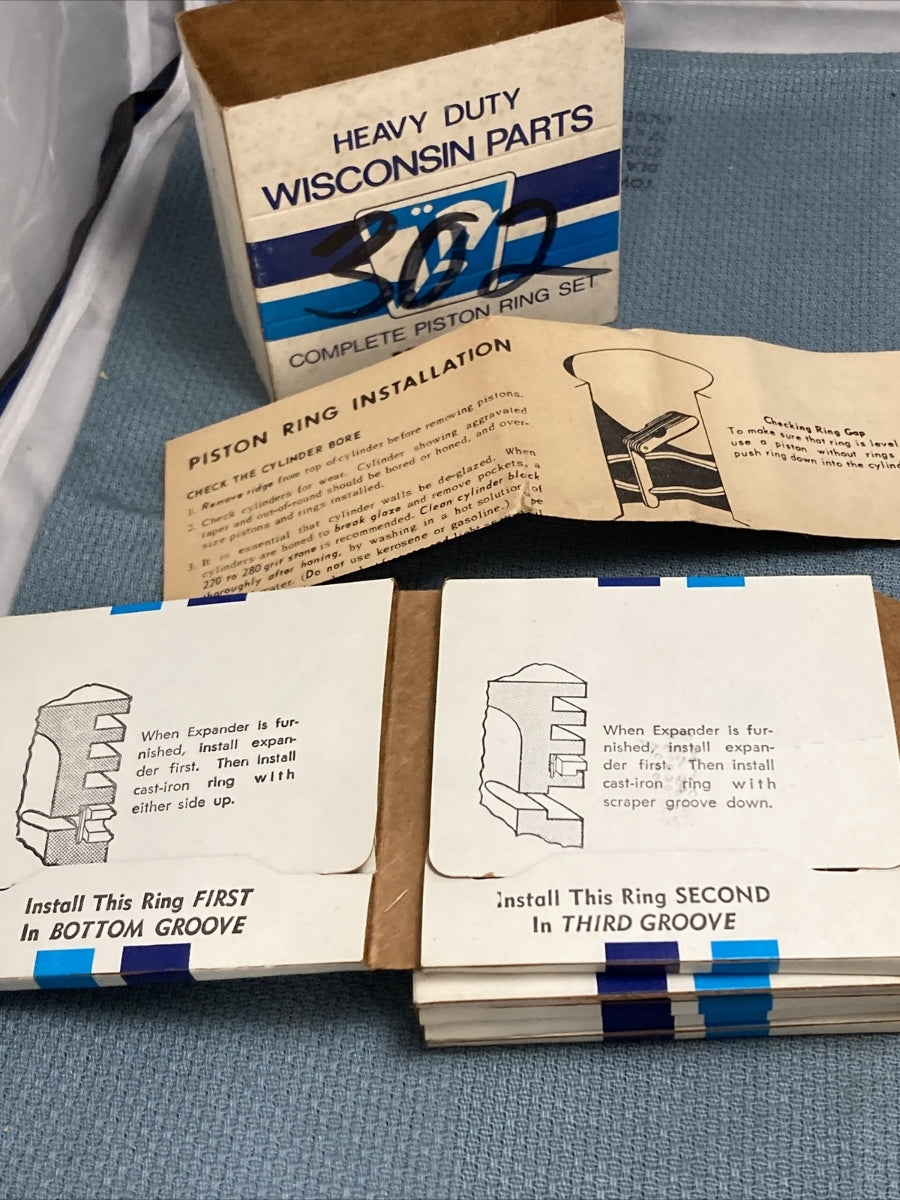 HEAVY DUTY
WISCONSIN PARTS
302
COMPLETE PISTON RING SET
PISTON RING INSTALLATION
CHECK THE CYLINDER BORE
1. Remove ridge from top of cylinder before removing pistons.
2. Check cylinders for wear. Cylinder showing aggravated
taper and out-of-round should be bored or honed, and over-
size pistons and rings installed.
3. It is essential that cylinder walls be de-glazed. When
cylinders are honed to break glaze and remove pockets, a
220 to 280 grit stone is recommended. Clean cylinder block
thoroughly after honing, by washing in a hot solution of
water. (Do not use kerosene or gasoline.)
Checking Ring Gap
To make sure that ring is level
use a piston without rings
push ring down into the cylind
When Expander is fur-
nished, install expan-
der first. Then install
cast-iron ring with
either side up.
Install This Ring FIRST
In BOTTOM GROOVE
When Expander is fur-
nished, install expan-
der first. Then install
cast-iron ring with
scraper groove down.
Install This Ring SECOND
In THIRD GROOVE